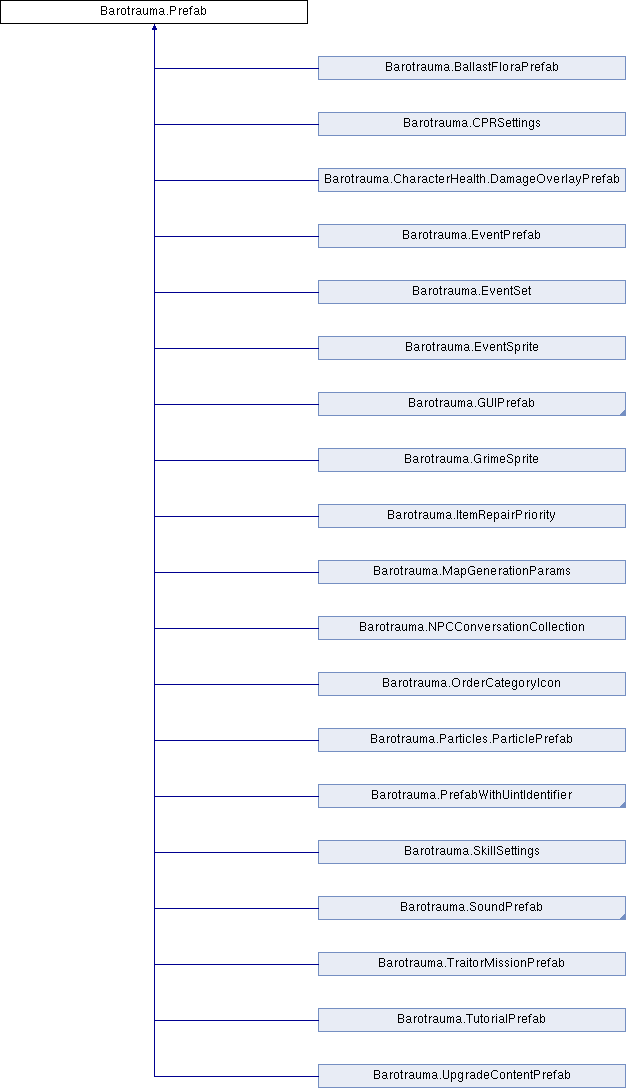 Barotrauma.Prefab
Barotrauma.BallastFloraPrefab
Barotrauma.CPRSettings
Barotrauma.CharacterHealth.DamageOverlayPrefab
Barotrauma.EventPrefab
Barotrauma.EventSet
Barotrauma.EventSprite
Barotrauma.GUIPrefab
Barotrauma.GrimeSprite
Barotrauma.ItemRepairPriority
Barotrauma.MapGenerationParams
Barotrauma.NPCConversationCollection
Barotrauma.OrderCategoryIcon
Barotrauma.Particles.ParticlePrefab
Barotrauma.PrefabWithUintIdentifier
Barotrauma.SkillSettings
Barotrauma.SoundPrefab
Barotrauma.TraitorMissionPrefab
Barotrauma.TutorialPrefab
Barotrauma.UpgradeContentPrefab